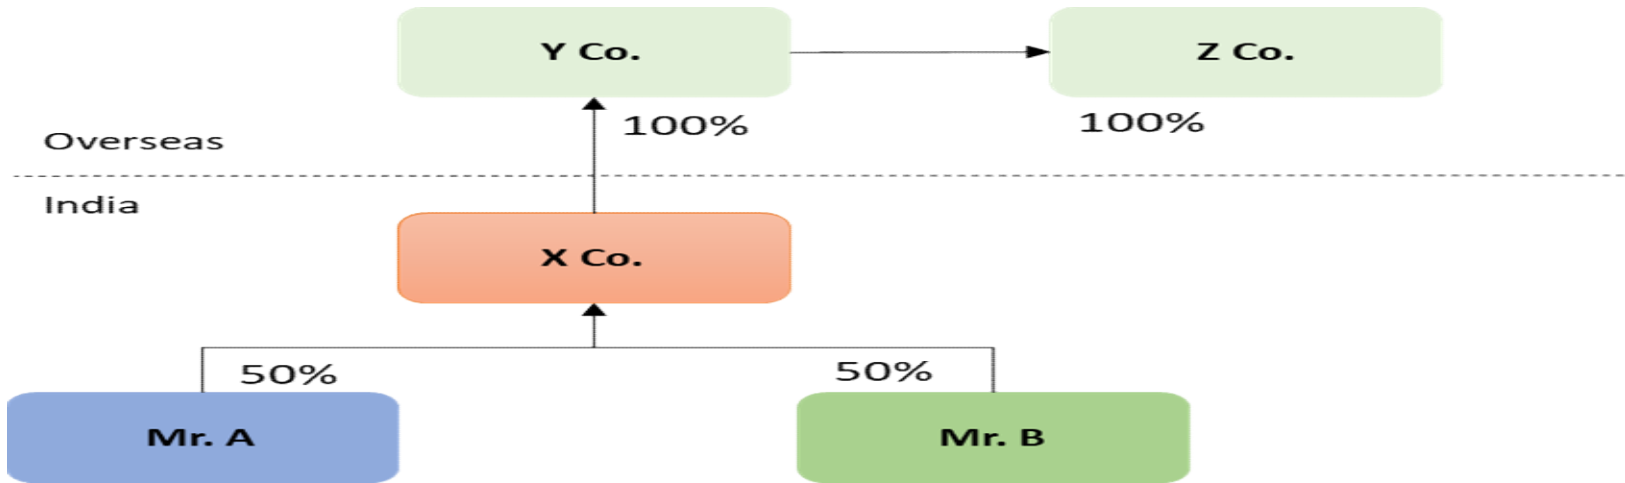 Y Co.
Z Co.
100%
100%
Overseas
India
X Co.
50%
50%
Mr. A
Mr. B